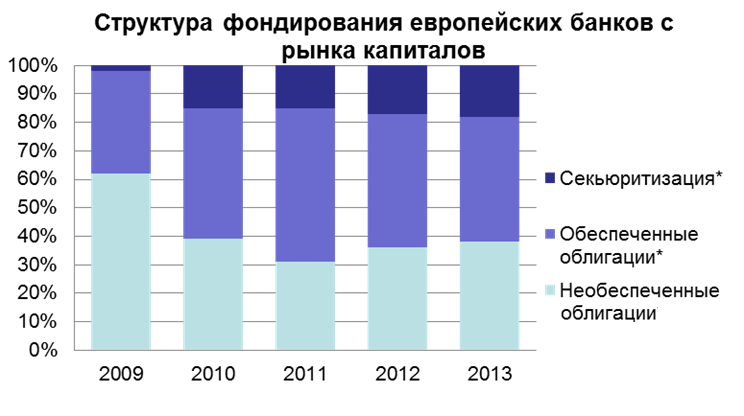 Структура фондирования европейских банков с
рынка капиталов
100%
90%
80%
70%
60%
50%
40%
30%
20%
10%
0%
2009 2010 2011 2012 2013
Секьюритизация*
Обеспеченные
облигации*
Необеспеченные
облигации